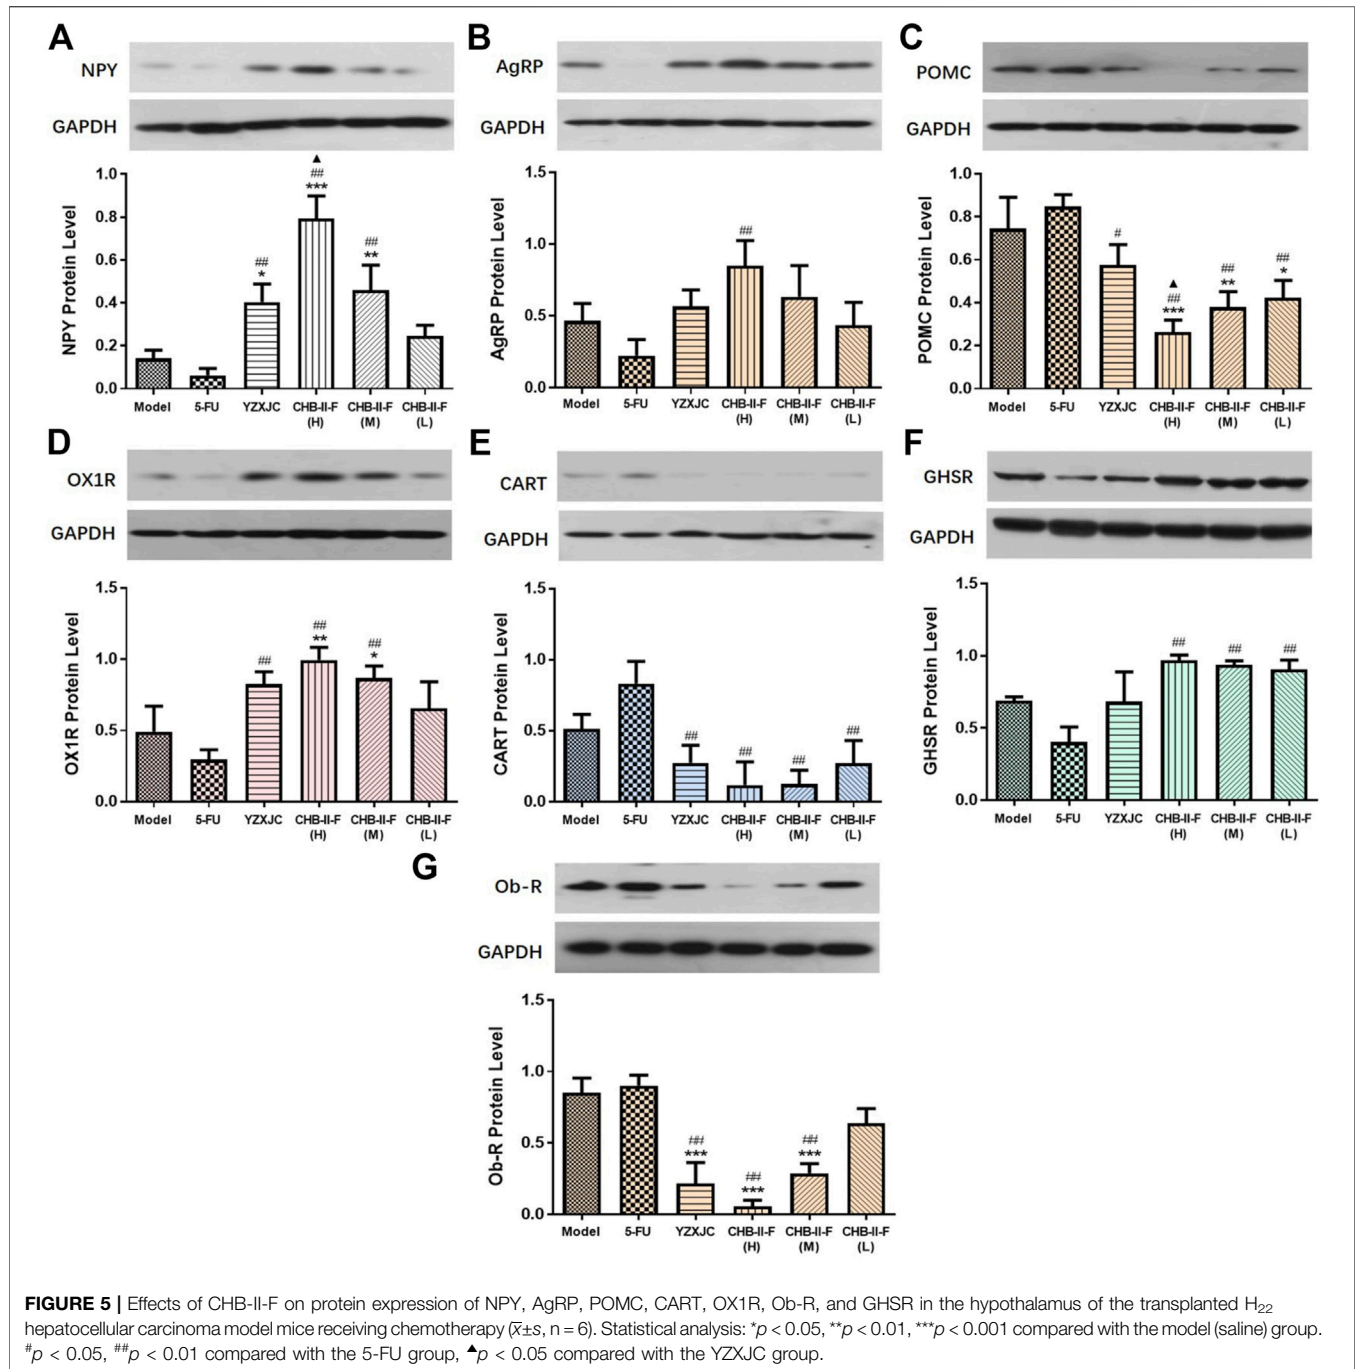 A
NPY
GAPDH
▲
##
***
##
*
##
**
NPY Protein Level
1.0
0.8
0.6
0.4
0.2
0.0
Model 5-FU YZXJC CHB-II-F (H) CHB-II-F (M) CHB-II-F (L)
B
AgRP
GAPDH
##
AgRP Protein Level
1.5
1.0
0.5
0.0
Model 5-FU YZXJC CHB-II-F (H) CHB-II-F (M) CHB-II-F (L)
C
POMC
GAPDH
#
▲
##
***
##
**
##
*
POMC Protein Level
1.0
0.8
0.6
0.4
0.2
0.0
Model 5-FU YZXJC CHB-II-F (H) CHB-II-F (M) CHB-II-F (L)
D
OX1R
GAPDH
##
##
**
##
*
OX1R Protein Level
1.5
1.0
0.5
0.0
Model 5-FU YZXJC CHB-II-F (H) CHB-II-F (M) CHB-II-F (L)
E
CART
GAPDH
##
##
##
##
CART Protein Level
1.5
1.0
0.5
0.0
Model 5-FU YZXJC CHB-II-F (H) CHB-II-F (M) CHB-II-F (L)
F
GHSR
GAPDH
##
##
##
GHSR Protein Level
1.5
1.0
0.5
0.0
Model 5-FU YZXJC CHB-II-F (H) CHB-II-F (M) CHB-II-F (L)
G
Ob-R
GAPDH
##
***
##
***
##
***
Ob-R Protein Level
1.5
1.0
0.5
0.0
Model 5-FU YZXJC CHB-II-F (H) CHB-II-F (M) CHB-II-F (L)
FIGURE 5 | Effects of CHB-II-F on protein expression of NPY, AgRP, POMC, CART, OX1R, Ob-R, and GHSR in the hypothalamus of the transplanted H₂₂
hepatocellular carcinoma model mice receiving chemotherapy (x̅±s, n = 6). Statistical analysis: *p < 0.05, **p < 0.01, ***p < 0.001 compared with the model (saline) group.
#p < 0.05, ##p < 0.01 compared with the 5-FU group, ▲p < 0.05 compared with the YZXJC group.